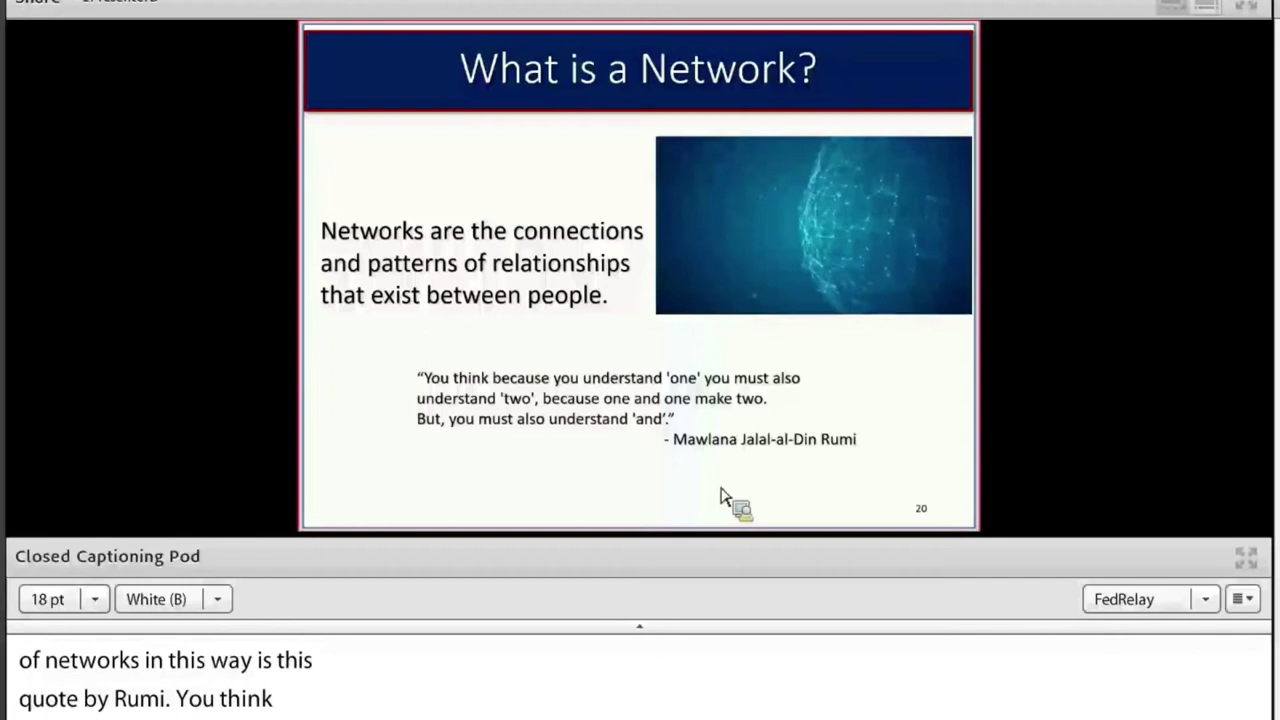 What is a Network?
Networks are the connections
and patterns of relationships
that exist between people.
“You think because you understand 'one' you must also
understand 'two', because one and one make two.
But, you must also understand 'and'.”
- Mawlana Jalal-al-Din Rumi
20
Closed Captioning Pod
18 pt
White (B)
FedRelay
of networks in this way is this
quote by Rumi. You think